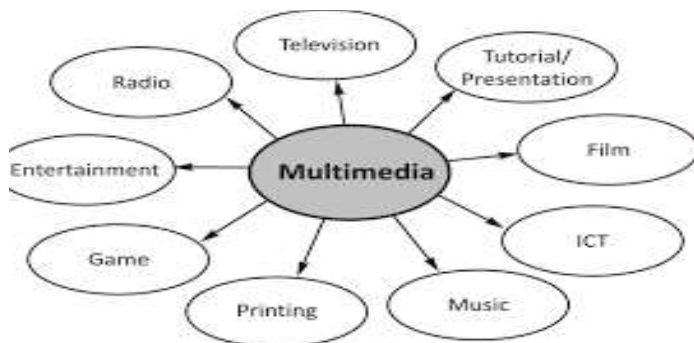 Television
Tutorial/
Presentation
Radio
Film
Entertainment
Multimedia
ICT
Game
Music
Printing